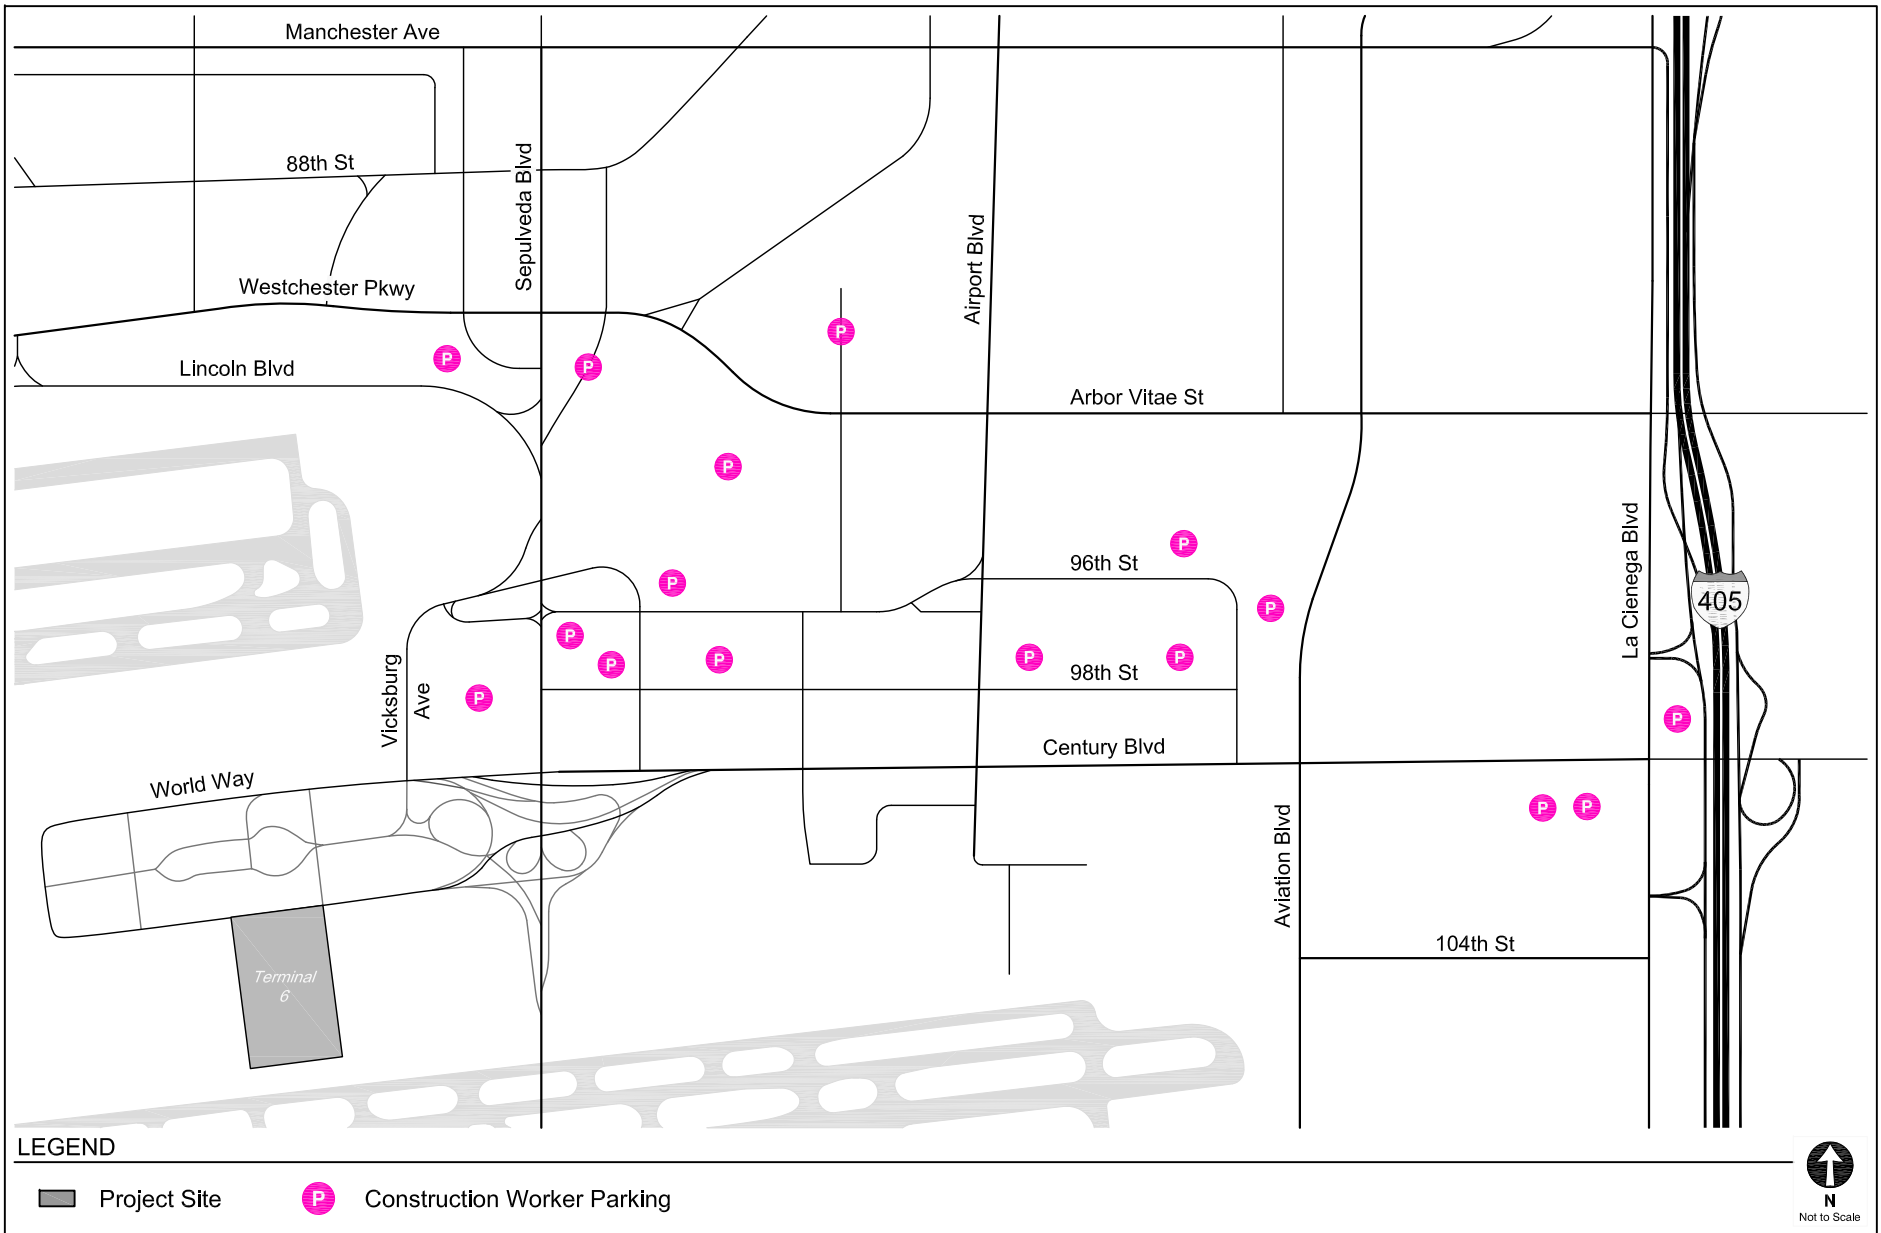 Manchester Ave
88th St
Sepulveda Blvd
Westchester Pkwy
Airport Blvd
P
P
P
Lincoln Blvd
Arbor Vitae St
P
La Cienega Blvd
P
96th St
P
405
P
P
P
P
P
P
P
98th St
Vicksburg
Ave
P
P
Century Blvd
World Way
P
P
Aviation Blvd
104th St
Terminal
6
LEGEND
Project Site
P
Construction Worker Parking
N
Not to Scale